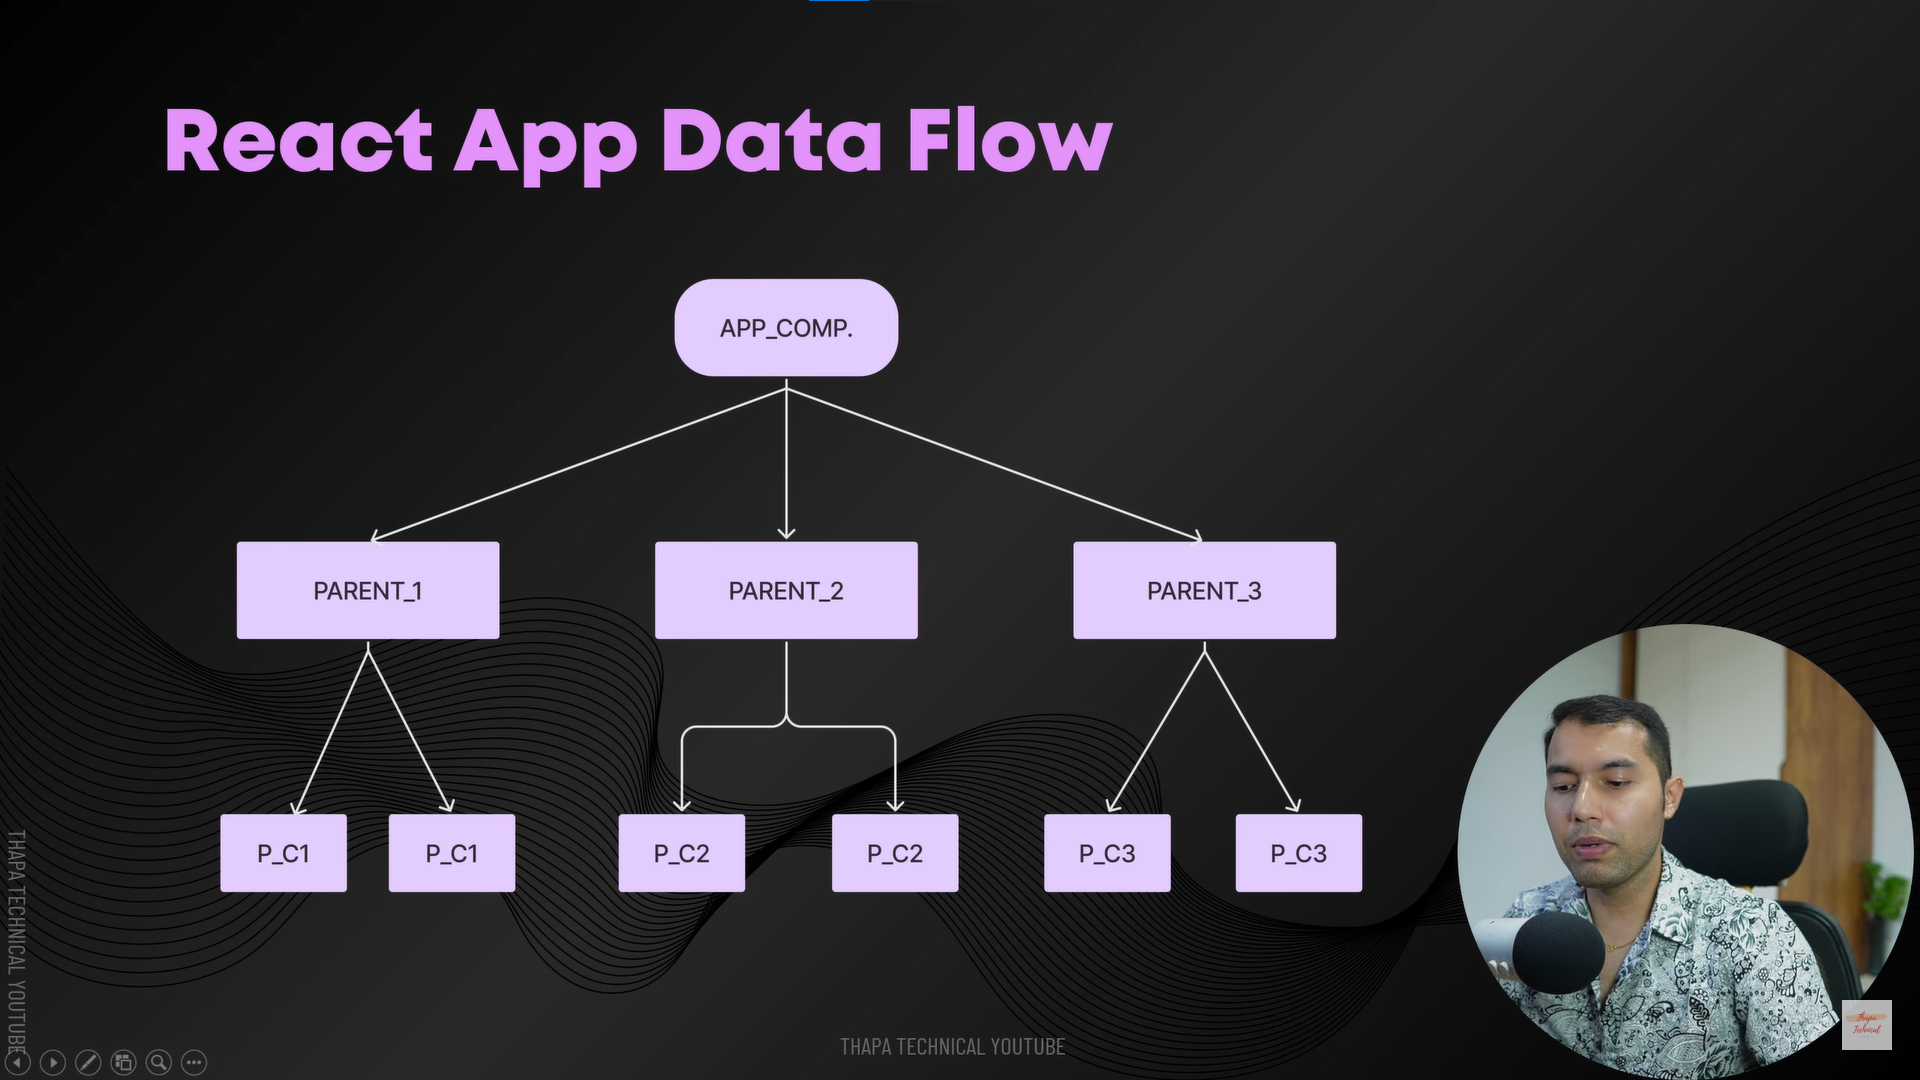 React App Data Flow
APP_COMP.
PARENT_1
PARENT_2
PARENT_3
P_C1
P_C1
P_C2
P_C2
P_C3
P_C3
THAPA TECHNICAL YOUTUBE
THAPA TECHNICAL YOUTUBE
Thapa
Technical